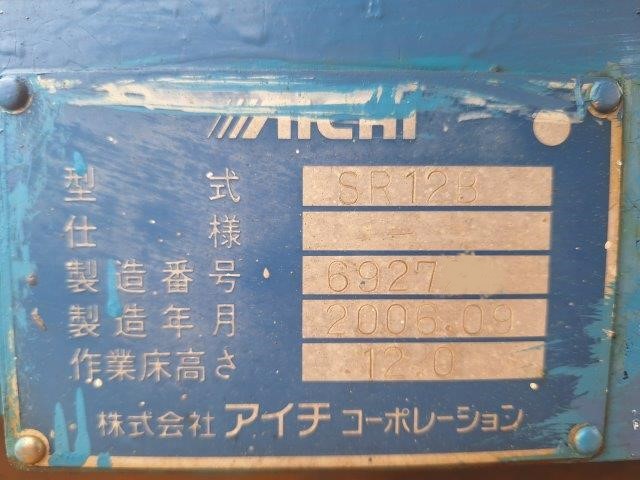 AICHI
型式 SR12B
仕様 -
製造番号 6927
製造年月 2006.09
作業床高さ 12.0
株式会社 アイチ コーポレーション